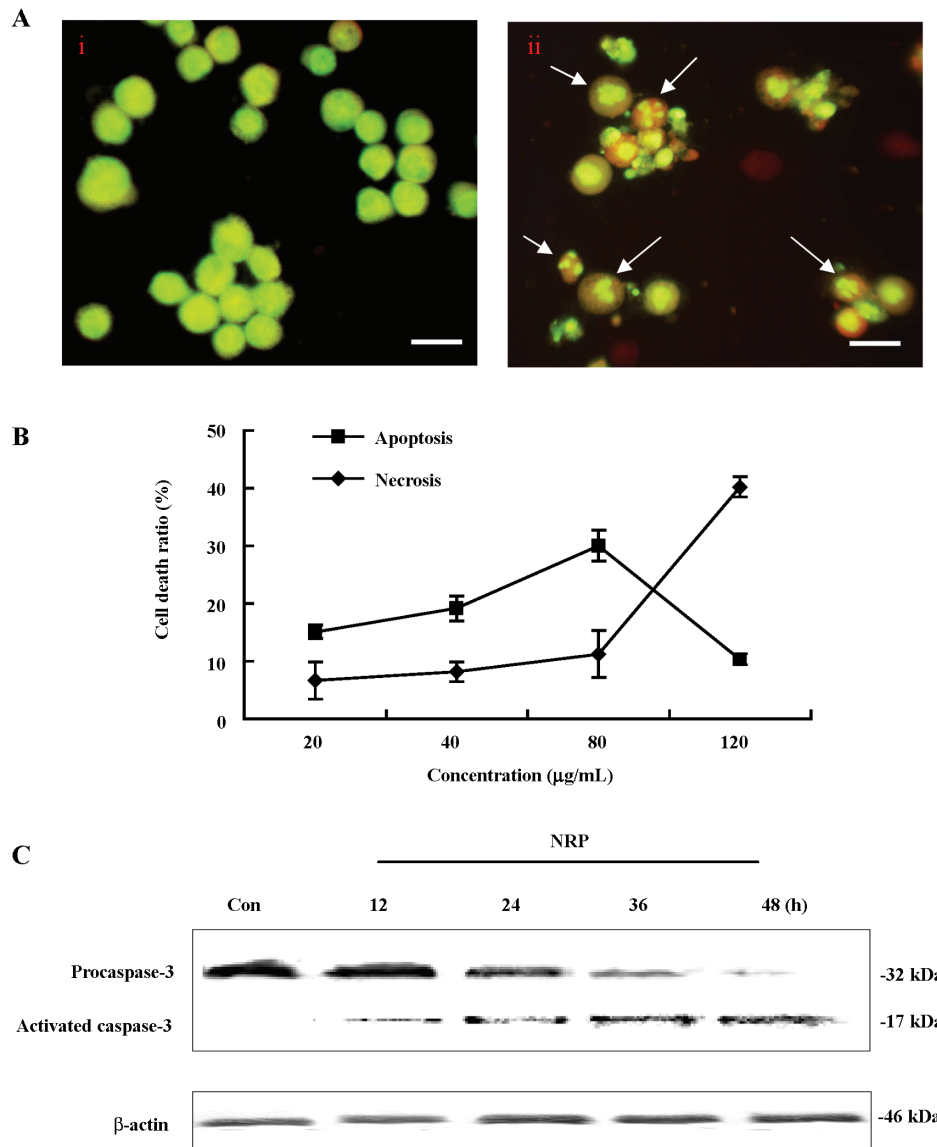 A
i
ii
B
50
40
30
20
10
0
Cell death ratio (%)
Apoptosis
Necrosis
20
40
80
120
Concentration (μg/mL)
C
NRP
Con
12
24
36
48 (h)
Procaspase-3
-32 kDa
Activated caspase-3
-17 kDa
β-actin
-46 kDa